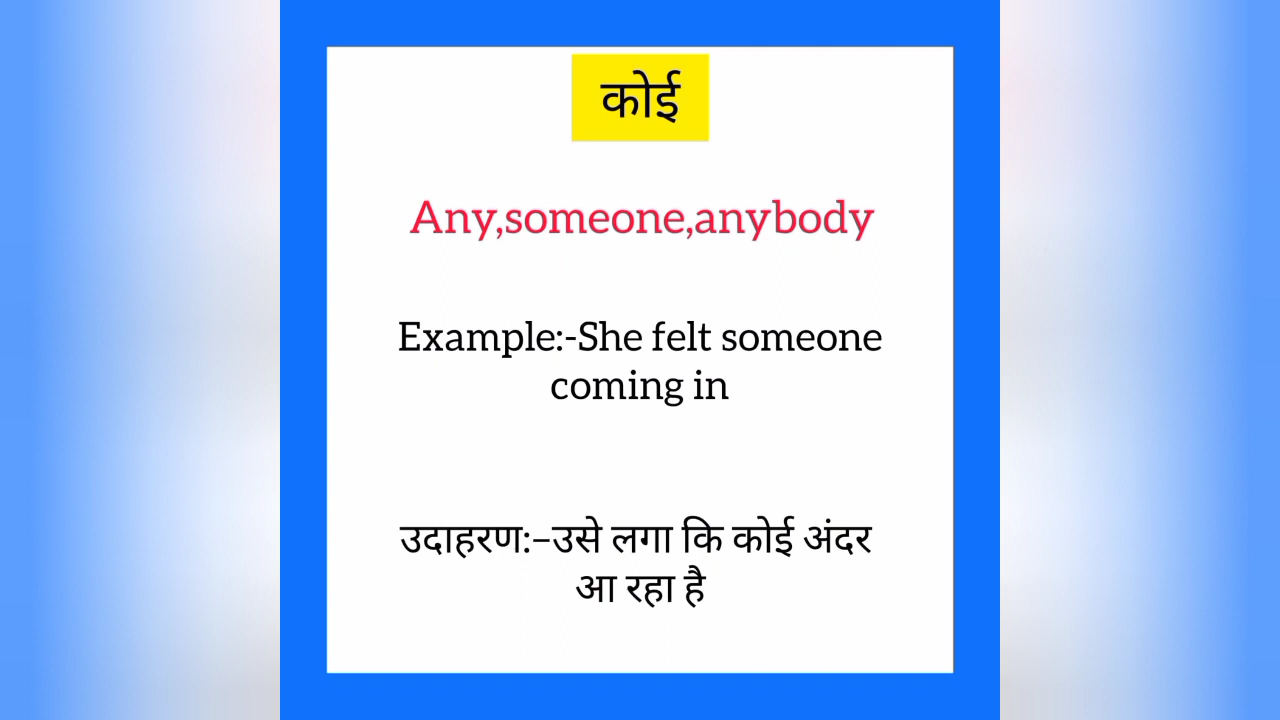 कोई
Any,someone,anybody
Example:-She felt someone
coming in
उदाहरण:–उसे लगा कि कोई अंदर
आ रहा है